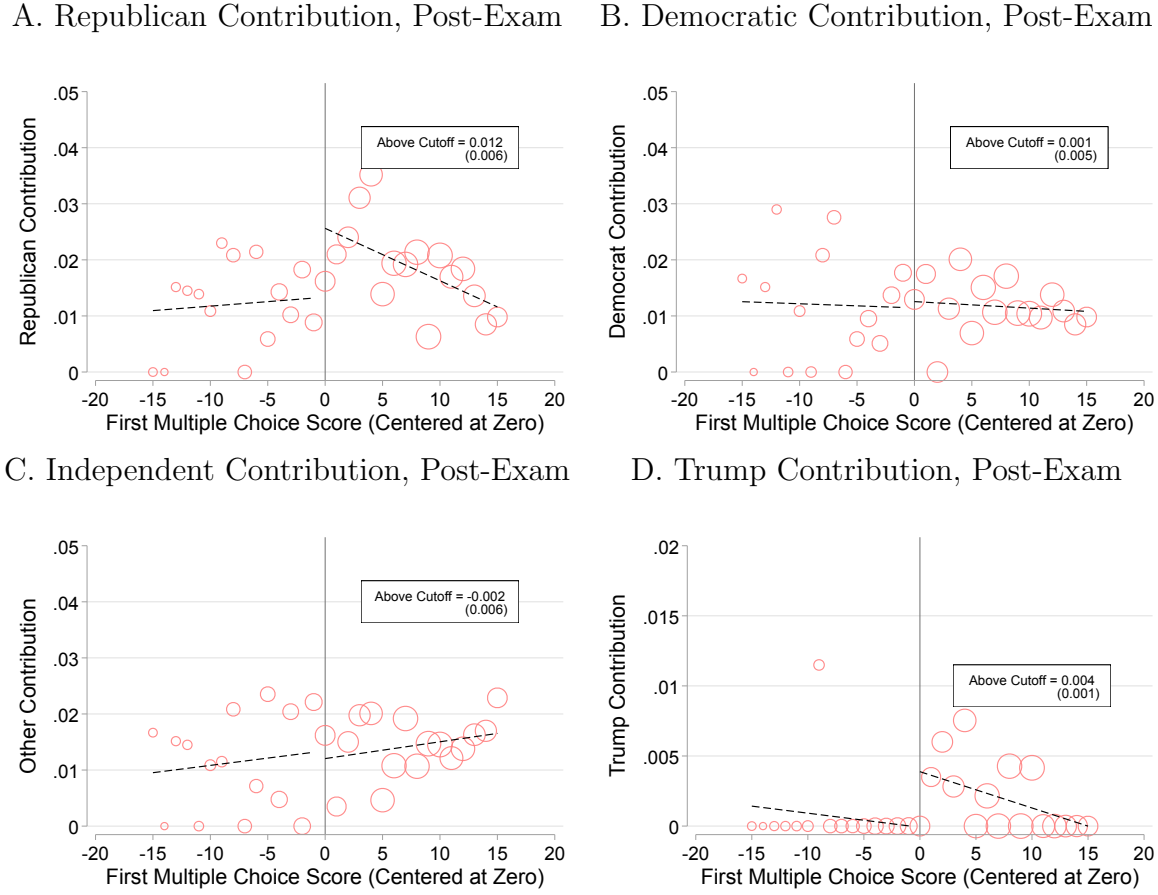 A. Republican Contribution, Post-Exam
.05
.04
.03
.02
.01
0
Republican Contribution
Above Cutoff = 0.012
(0.006)
-20 -15 -10 -5 0 5 10 15 20
First Multiple Choice Score (Centered at Zero)
B. Democratic Contribution, Post-Exam
.05
.04
.03
.02
.01
0
Democrat Contribution
Above Cutoff = 0.001
(0.005)
-20 -15 -10 -5 0 5 10 15 20
First Multiple Choice Score (Centered at Zero)
C. Independent Contribution, Post-Exam
.05
.04
.03
.02
.01
0
Other Contribution
Above Cutoff = -0.002
(0.006)
-20 -15 -10 -5 0 5 10 15 20
First Multiple Choice Score (Centered at Zero)
D. Trump Contribution, Post-Exam
.02
.015
.01
.005
0
Trump Contribution
Above Cutoff = 0.004
(0.001)
-20 -15 -10 -5 0 5 10 15 20
First Multiple Choice Score (Centered at Zero)